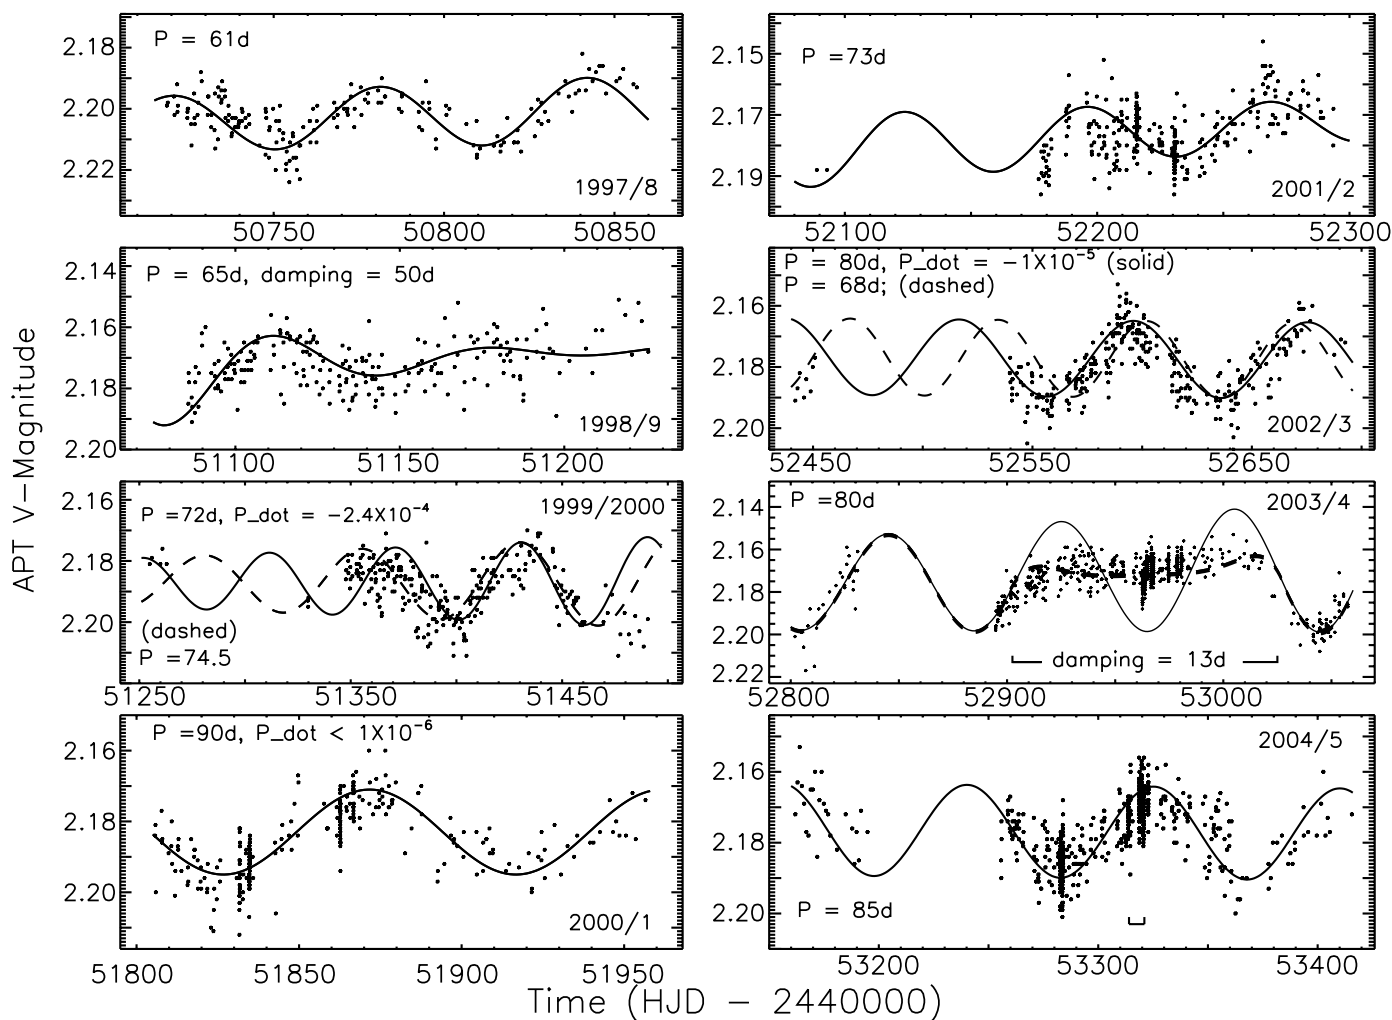 APT V-Magnitude
P = 61d
1997/8
2.18
2.20
2.22
50750 50800 50850
P =73d
2001/2
2.15
2.17
2.19
52100 52200 52300
P = 65d, damping = 50d
1998/9
2.14
2.16
2.18
2.20
51100 51150 51200
P = 80d, P_dot = -1X10⁻⁵ (solid)
P = 68d; (dashed)
2002/3
2.16
2.18
2.20
52450 52550 52650
1999/2000
P =72d, P_dot = -2.4X10⁻⁴
(dashed)
P =74.5
2.16
2.18
2.20
51250 51350 51400 51450
P =80d
2003/4
damping = 13d
2.14
2.16
2.18
2.20
2.22
52800 52900 53000
P =90d, P_dot < 1X10⁻⁶
2000/1
2.16
2.18
2.20
51800 51850 51900 51950
2004/5
P = 85d
2.16
2.18
2.20
53200 53300 53400
Time (HJD - 2440000)